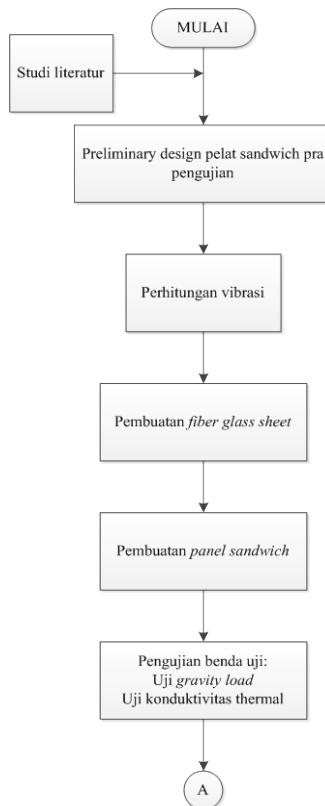 MULAI
Studi literatur
Preliminary design pelat sandwich pra
pengujian
Perhitungan vibrasi
Pembuatan fiber glass sheet
Pembuatan panel sandwich
Pengujian benda uji:
Uji gravity load
Uji konduktivitas thermal
A